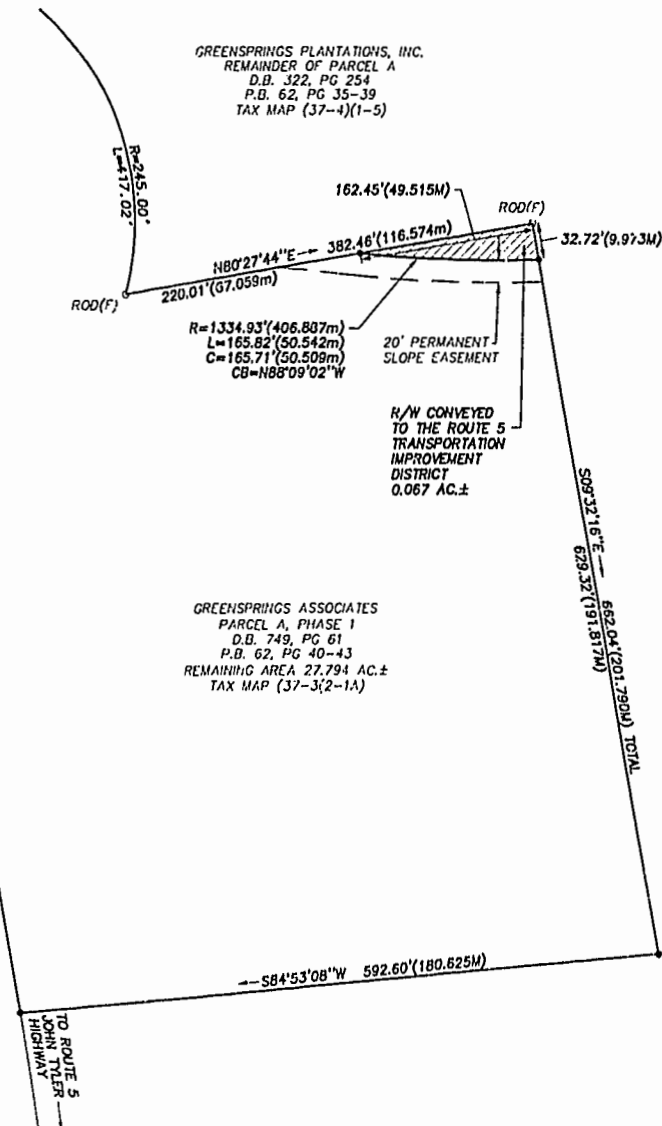 GREENSPRINGS PLANTATIONS, INC.
REMAINDER OF PARCEL A
D.B. 322, PG 254
P.B. 62, PG 35-39
TAX MAP (37-4)(1-5)
R=245.00'
L=417.02'
162.45'(49.515M)
ROD(F)
32.72'(9.973M)
N80°27'44"E
382.46'(116.574m)
220.01'(67.059m)
ROD(F)
R=1334.93'(406.887m)
L=165.82'(50.542m)
C=165.71'(50.509m)
CB=N88°09'02"W
20' PERMANENT
SLOPE EASEMENT
R/W CONVEYED
TO THE ROUTE 5
TRANSPORTATION
IMPROVEMENT
DISTRICT
0.067 AC.±
S09°32'16"E
662.04'(201.790M) TOTAL
629.32'(191.817M)
GREENSPRINGS ASSOCIATES
PARCEL A, PHASE 1
D.B. 749, PG 61
P.B. 62, PG 40-43
REMAINING AREA 27.794 AC.±
TAX MAP (37-3(2-1A)
S84°53'08"W 592.60'(180.625M)
TO ROUTE 5
JOHN TYLER
HIGHWAY